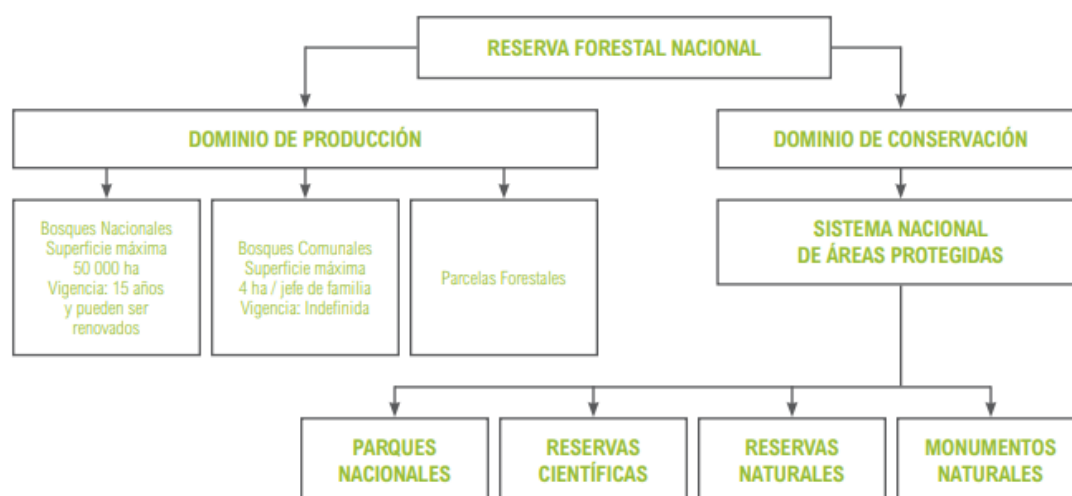 RESERVA FORESTAL NACIONAL
DOMINIO DE PRODUCCIÓN
DOMINIO DE CONSERVACIÓN
Bosques Nacionales
Superficie máxima
50 000 ha
Vigencia: 15 años
y pueden ser
renovados
Bosques Comunales
Superficie máxima
4 ha / jefe de familia
Vigencia: Indefinida
Parcelas Forestales
SISTEMA NACIONAL
DE ÁREAS PROTEGIDAS
PARQUES
NACIONALES
RESERVAS
CIENTÍFICAS
RESERVAS
NATURALES
MONUMENTOS
NATURALES